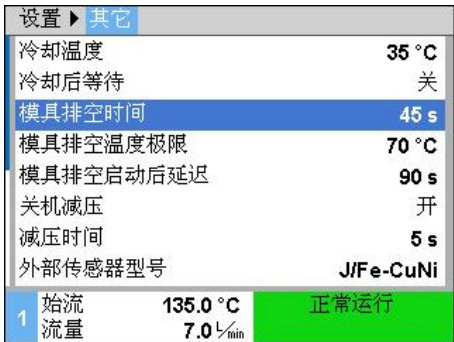 设置 ▶ 其它
冷却温度 35 °C
冷却后等待 关
模具排空时间 45 s
模具排空温度极限 70 °C
模具排空启动后延迟 90 s
关机减压 开
减压时间 5 s
外部传感器型号 J/Fe-CuNi
1 始流 135.0 °C 正常运行
流量 7.0 L/min